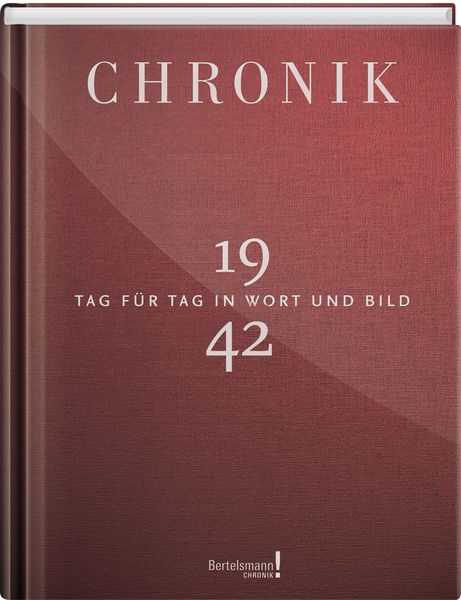 CHRONIK
19
TAG FÜR TAG IN WORT UND BILD
42
Bertelsmann!
CHRONIK